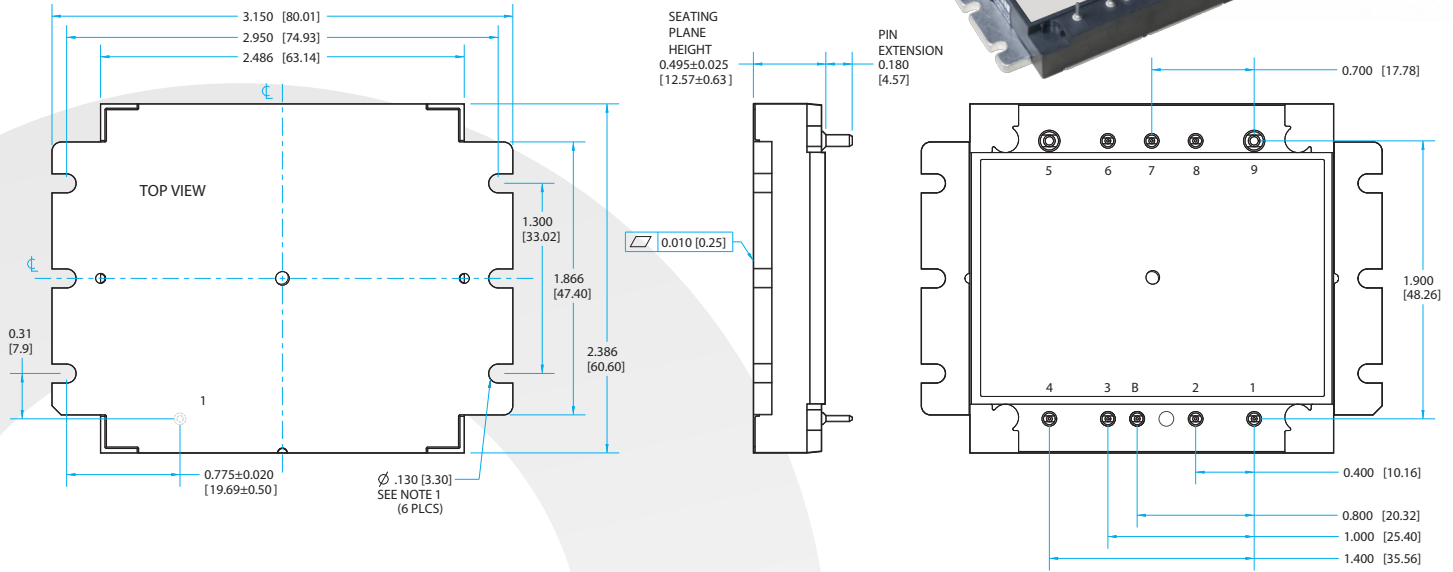 3.150 [80.01]
2.950 [74.93]
2.486 [63.14]
℄
℄
TOP VIEW
1.300
[33.02]
1.866
[47.40]
2.386
[60.60]
0.31
[7.9]
1
0.775±0.020
[19.69±0.50]
Ø .130 [3.30]
SEE NOTE 1
(6 PLCS)
SEATING
PLANE
HEIGHT
0.495±0.025
[12.57±0.63]
PIN
EXTENSION
0.180
[4.57]
⏥ 0.010 [0.25]
0.700 [17.78]
5 6 7 8 9
1.900
[48.26]
4 3 B 2 1
0.400 [10.16]
0.800 [20.32]
1.000 [25.40]
1.400 [35.56]